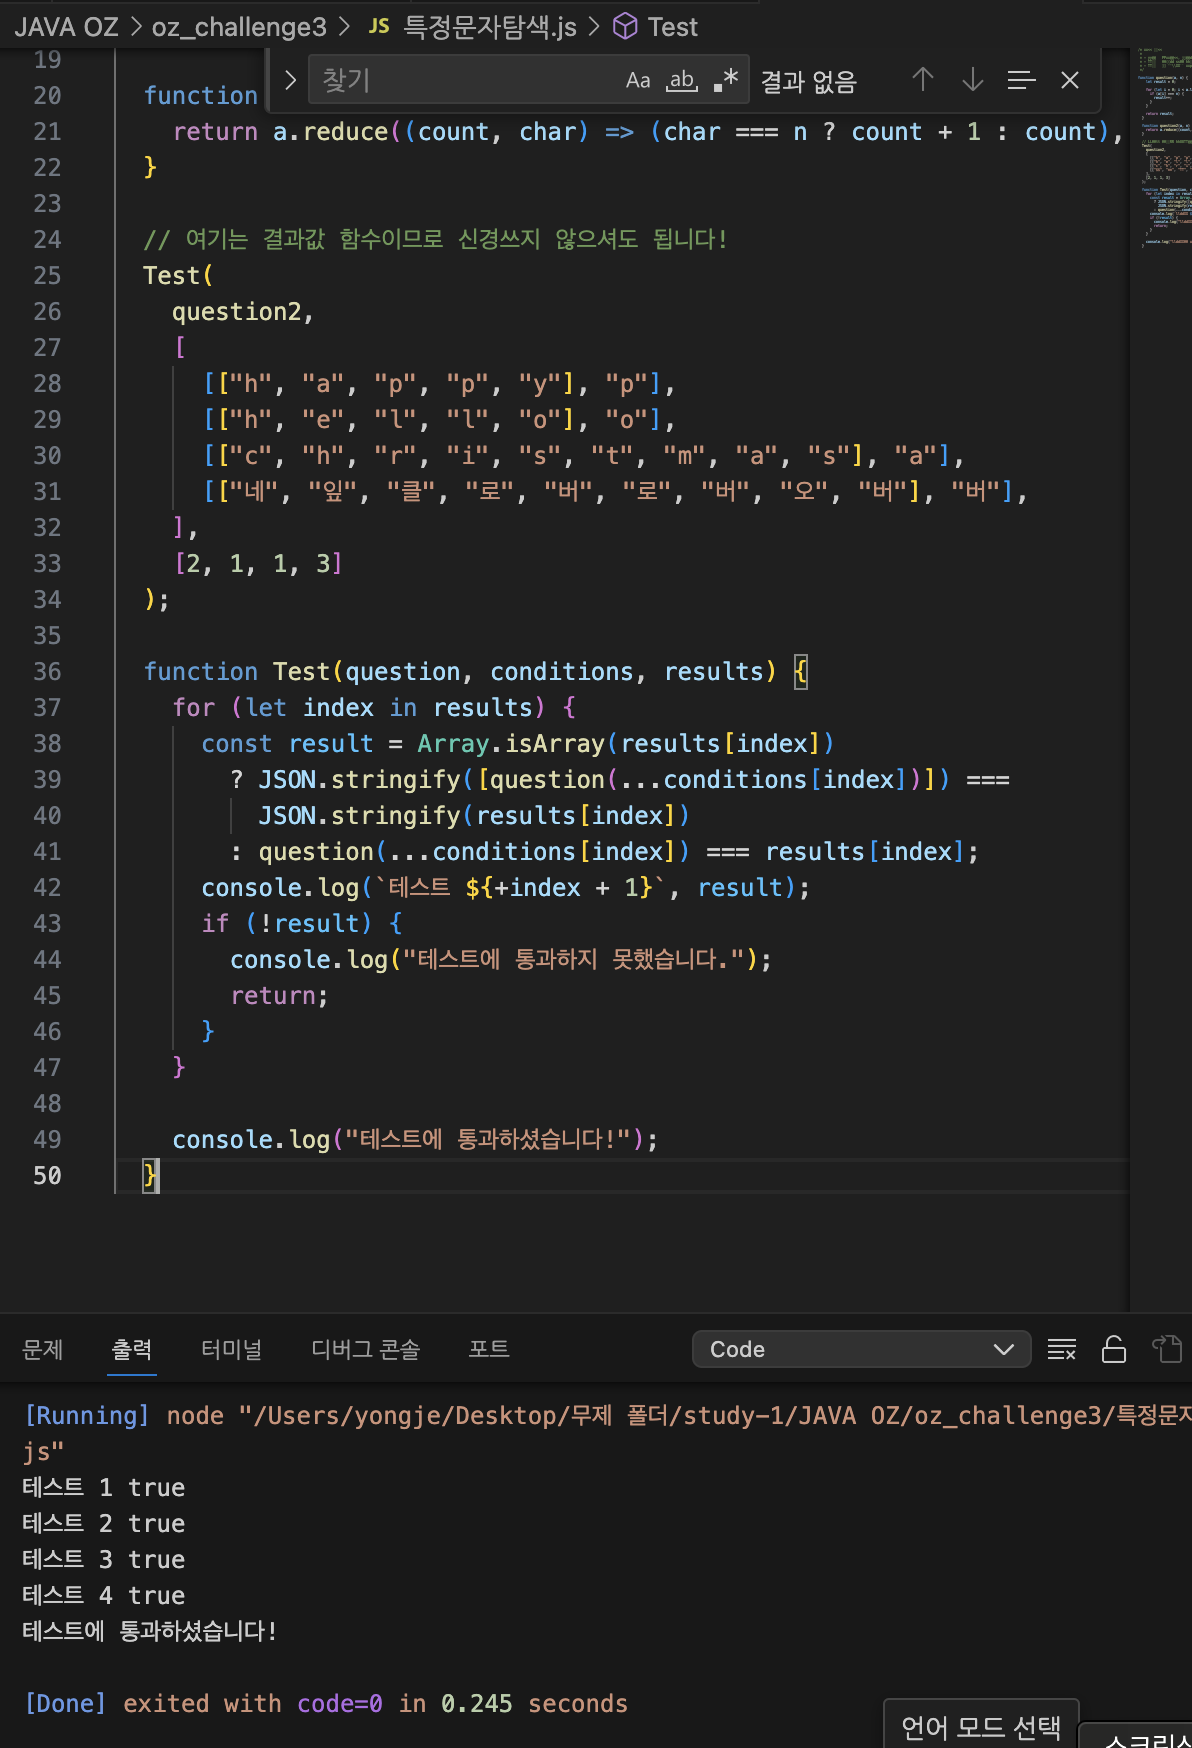 JAVA OZ > oz_challenge3 > JS 특정문자탐색.js > Test
찾기 Aa ab .* 결과 없음
19
20 function
21 return a.reduce((count, char) => (char === n ? count + 1 : count),
22 }
23
24 // 여기는 결과값 함수이므로 신경쓰지 않으셔도 됩니다!
25 Test(
26 question2,
27 [
28 [["h", "a", "p", "p", "y"], "p"],
29 [["h", "e", "l", "l", "o"], "o"],
30 [["c", "h", "r", "i", "s", "t", "m", "a", "s"], "a"],
31 [["네", "잎", "클", "로", "버", "로", "버", "오", "버"], "버"],
32 ],
33 [2, 1, 1, 3]
34 );
35
36 function Test(question, conditions, results) {
37 for (let index in results) {
38 const result = Array.isArray(results[index])
39 ? JSON.stringify([question(...conditions[index])]) ===
40 JSON.stringify(results[index])
41 : question(...conditions[index]) === results[index];
42 console.log(`테스트 ${+index + 1}`, result);
43 if (!result) {
44 console.log("테스트에 통과하지 못했습니다.");
45 return;
46 }
47 }
48
49 console.log("테스트에 통과하셨습니다!");
50 }
문제 출력 터미널 디버그 콘솔 포트 Code
[Running] node "/Users/yongje/Desktop/무제 폴더/study-1/JAVA OZ/oz_challenge3/특정문자
js"
테스트 1 true
테스트 2 true
테스트 3 true
테스트 4 true
테스트에 통과하셨습니다!
[Done] exited with code=0 in 0.245 seconds
언어 모드 선택